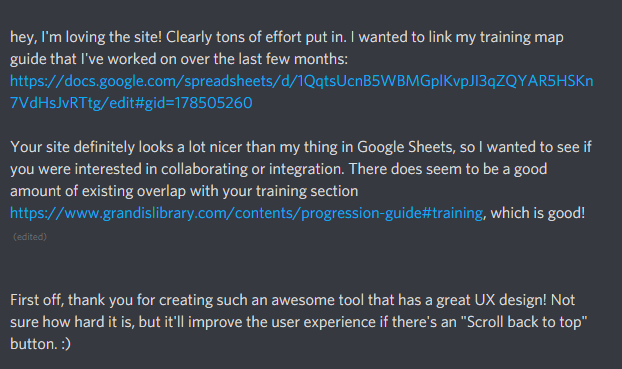 hey, I'm loving the site! Clearly tons of effort put in. I wanted to link my training map
guide that I've worked on over the last few months:
https://docs.google.com/spreadsheets/d/1QqtsUcnB5WBMGplKvpJl3qZQYAR5HSKn
7VdHsJvRTtg/edit#gid=178505260
Your site definitely looks a lot nicer than my thing in Google Sheets, so I wanted to see if
you were interested in collaborating or integration. There does seem to be a good
amount of existing overlap with your training section
https://www.grandislibrary.com/contents/progression-guide#training, which is good!
(edited)
First off, thank you for creating such an awesome tool that has a great UX design! Not
sure how hard it is, but it'll improve the user experience if there's an "Scroll back to top"
button. :)